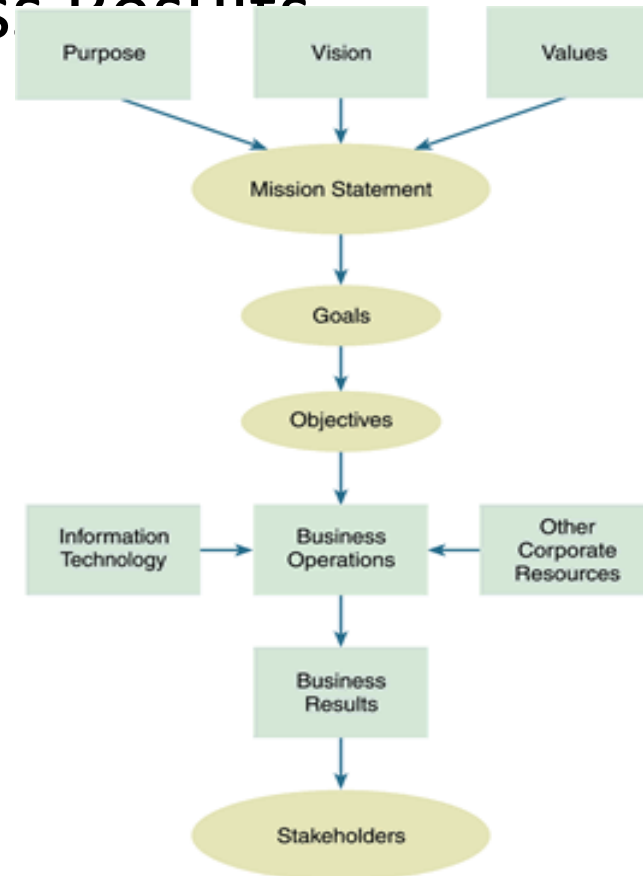 Purpose
Vision
Values
Mission Statement
Goals
Objectives
Information
Technology
Business
Operations
Other
Corporate
Resources
Business
Results
Stakeholders